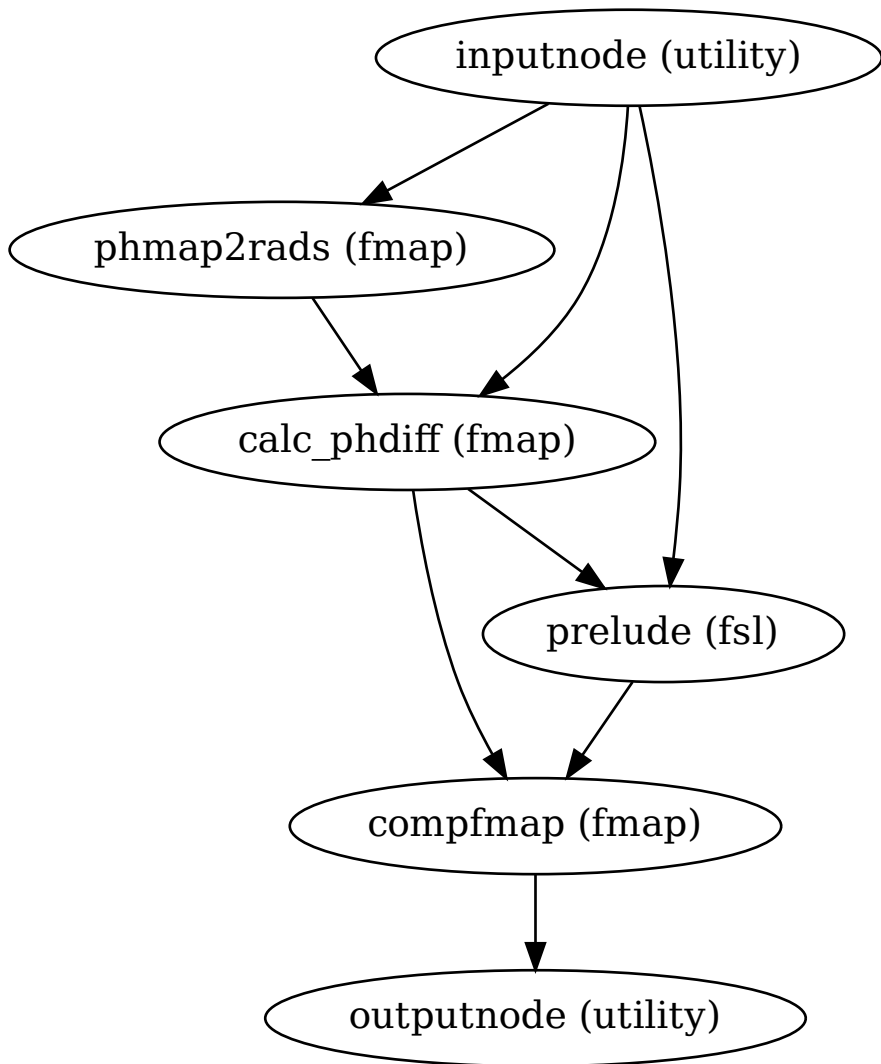 inputnode (utility)
phmap2rads (fmap)
calc_phdiff (fmap)
prelude (fsl)
compfmap (fmap)
outputnode (utility)